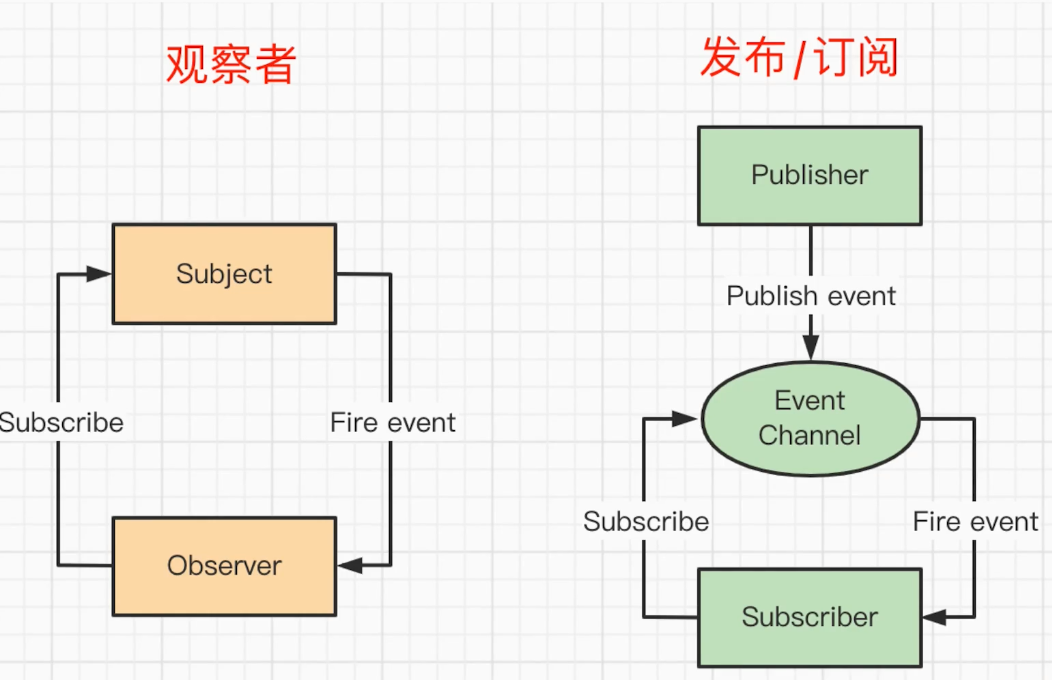 观察者
发布/订阅
Publisher
Subject
Publish event
Event
Channel
Subscribe
Fire event
Subscribe
Fire event
Observer
Subscriber